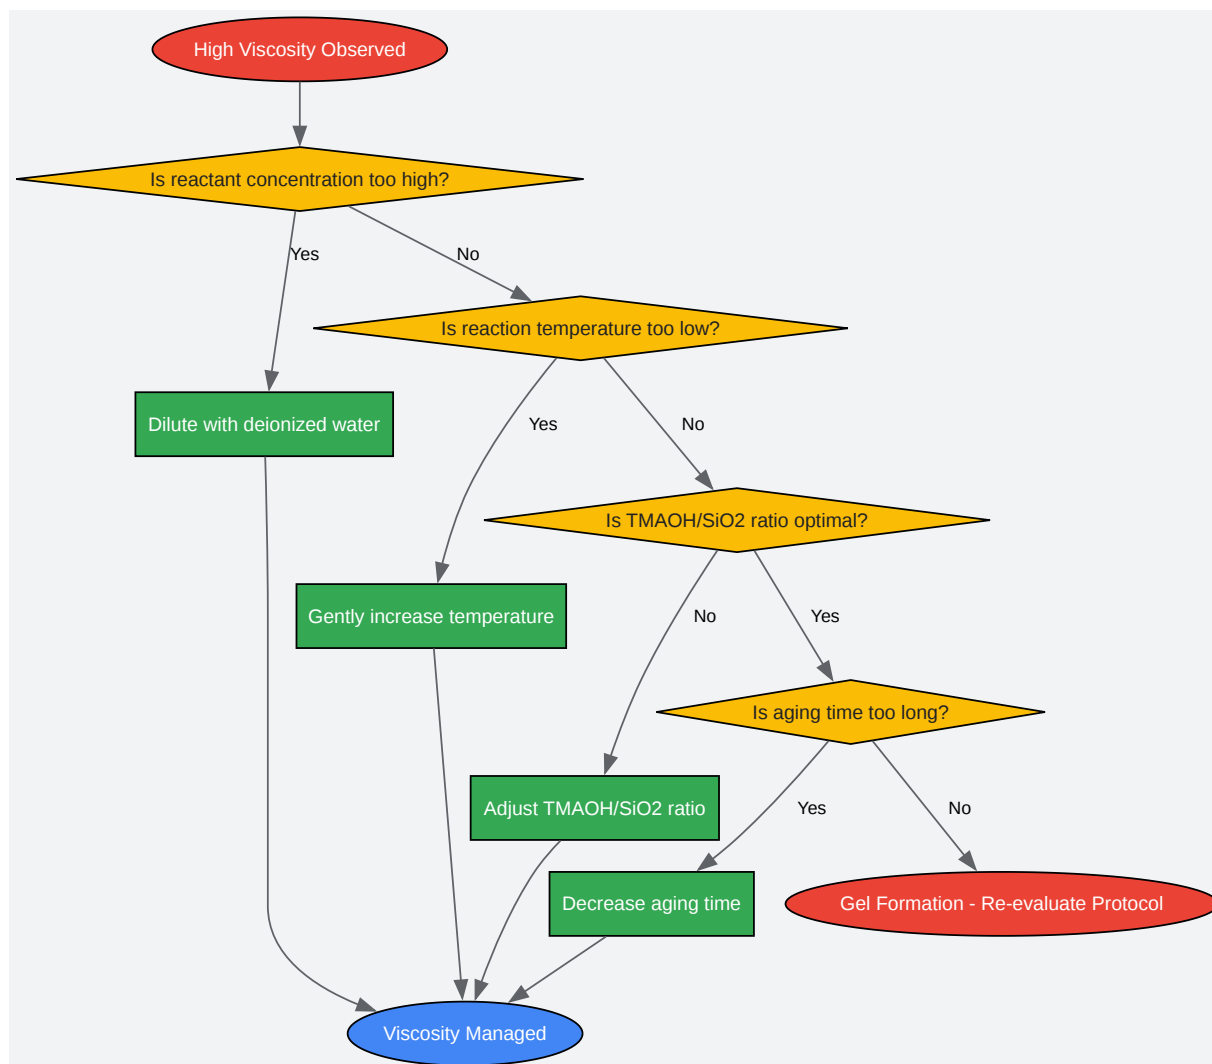 High Viscosity Observed
Is reactant concentration too high?
Yes
No
Is reaction temperature too low?
Dilute with deionized water
Yes
No
Is TMAOH/SiO2 ratio optimal?
Gently increase temperature
No
Yes
Is aging time too long?
Adjust TMAOH/SiO2 ratio
Yes
No
Decrease aging time
Gel Formation - Re-evaluate Protocol
Viscosity Managed